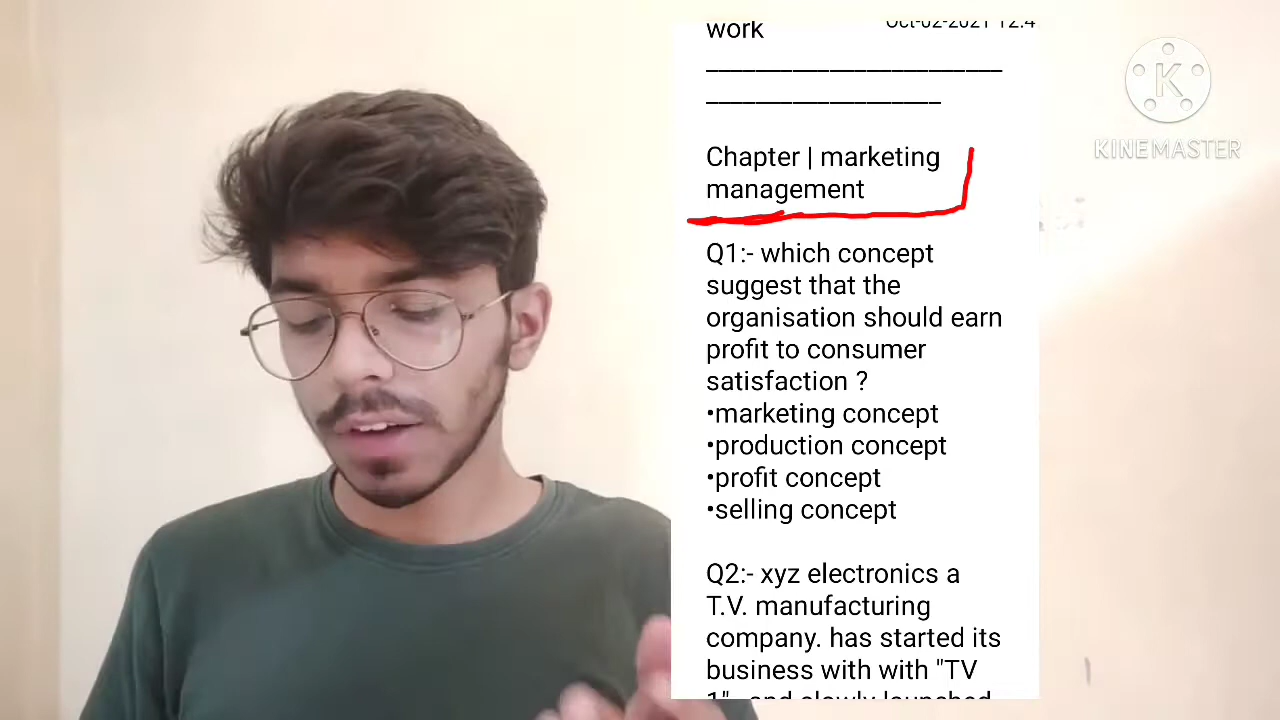 work
________________________
___________________
Chapter | marketing
management
Q1:- which concept
suggest that the
organisation should earn
profit to consumer
satisfaction ?
•marketing concept
•production concept
•profit concept
•selling concept
Q2:- xyz electronics a
T.V. manufacturing
company. has started its
business with with "TV
K
KINEMASTER